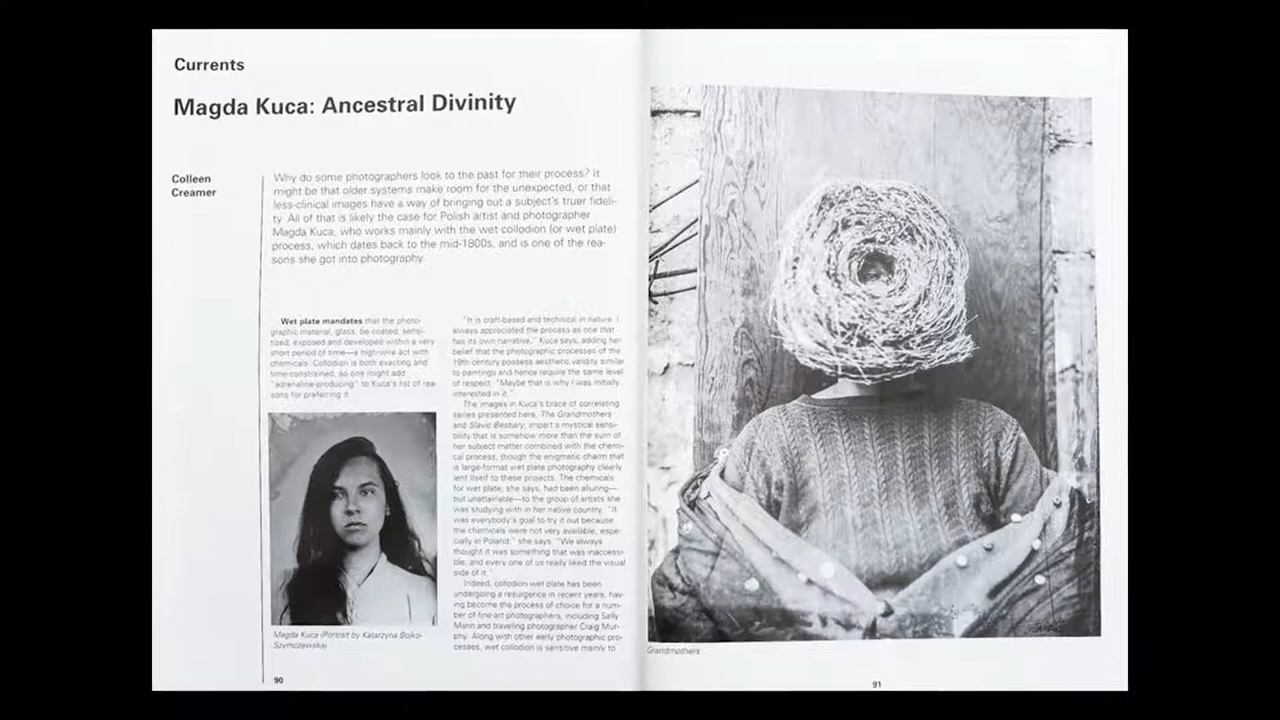 Currents
Magda Kuca: Ancestral Divinity
Colleen
Creamer
Why do some photographers look to the past for their process? It
might be that older systems make room for the unexpected, or that
less-clinical images have a way of bringing out a subject's truer fideli-
ty. All of that is likely the case for Polish artist and photographer
Magda Kuca, who works mainly with the wet collodion (or wet plate)
process, which dates back to the mid-1800s, and is one of the rea-
sons she got into photography.
Wet plate mandates that the photo-
graphic material, glass, be coated, sensi-
tized, exposed and developed within a very
short period of time—a high-wire act with
chemicals. Collodion is both exacting and
time-constrained, so one might add
"adrenaline-producing" to Kuca's list of rea-
sons for preferring it.
Magda Kuca (Portrait by Katarzyna Bojko-
Szymczewska)
90
"It is craft-based and technical in nature. I
always appreciated the process as one that
has its own narrative," Kuca says, adding her
belief that the photographic processes of the
19th century possess aesthetic validity similar
to paintings and hence require the same level
of respect. "Maybe that is why I was initially
interested in it."
The images in Kuca's brace of correlating
series presented here, The Grandmothers
and Slavic Bestiary, impart a mystical sensi-
bility that is somehow more than the sum of
her subject matter combined with the chemi-
cal process, though the enigmatic charm that
is large-format wet plate photography clearly
lent itself to these projects. The chemicals
for wet plate, she says, had been alluring—
but unattainable—to the group of artists she
was studying with in her native country. "It
was everybody's goal to try it out because
the chemicals were not very available, espe-
cially in Poland," she says. "We always
thought it was something that was inaccessi-
ble, and every one of us really liked the visual
side of it."
Indeed, collodion wet plate has been
undergoing a resurgence in recent years, hav-
ing become the process of choice for a num-
ber of fine-art photographers, including Sally
Mann and traveling photographer Craig Mur-
phy. Along with other early photographic pro-
cesses, wet collodion is sensitive mainly to
Grandmothers
91